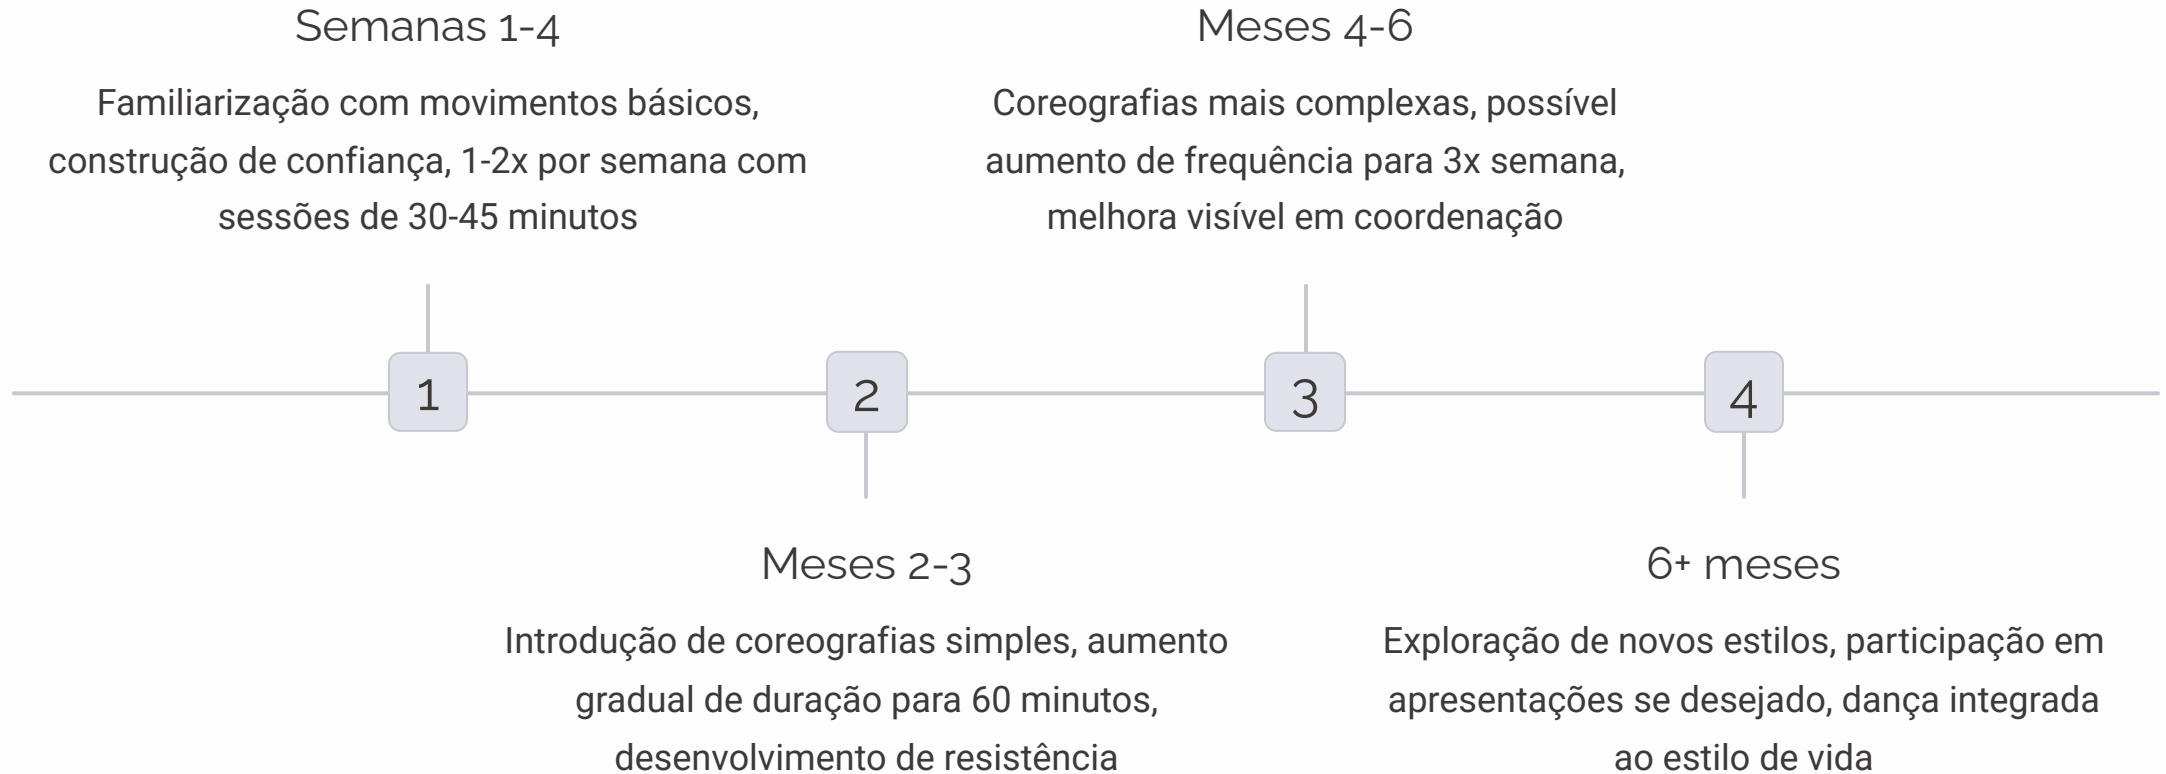 Semanas 1-4
Familiarização com movimentos básicos,
construção de confiança, 1-2x por semana com
sessões de 30-45 minutos
Meses 4-6
Coreografias mais complexas, possível
aumento de frequência para 3x semana,
melhora visível em coordenação
1
2
3
4
Meses 2-3
Introdução de coreografias simples, aumento
gradual de duração para 60 minutos,
desenvolvimento de resistência
6+ meses
Exploração de novos estilos, participação em
apresentações se desejado, dança integrada
ao estilo de vida